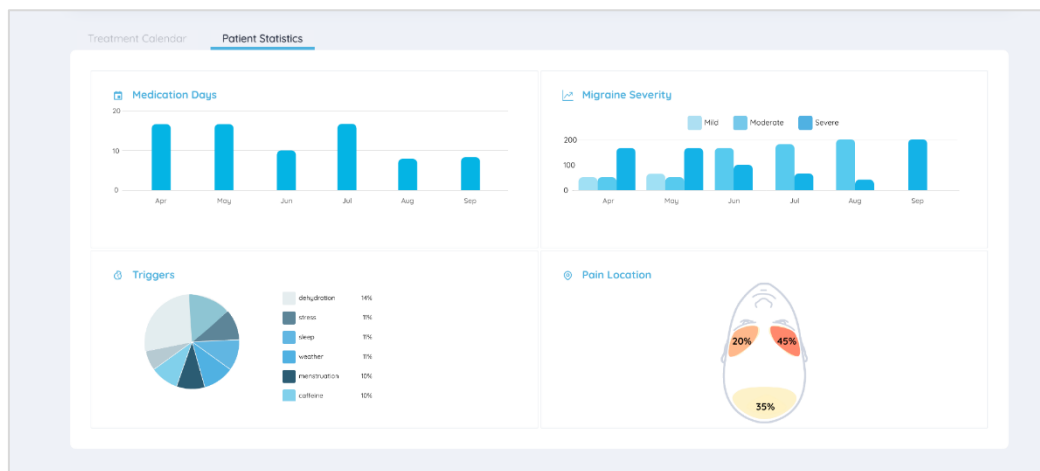 Treatment Calendar Patient Statistics
Medication Days
20
10
0
Apr May Jun Jul Aug Sep
Migraine Severity
Mild Moderate Severe
200
100
0
Apr May Jun Jul Aug Sep
Triggers
dehydration 14%
stress 11%
sleep 11%
weather 11%
menstruation 10%
caffeine 10%
Pain Location
20% 45%
35%